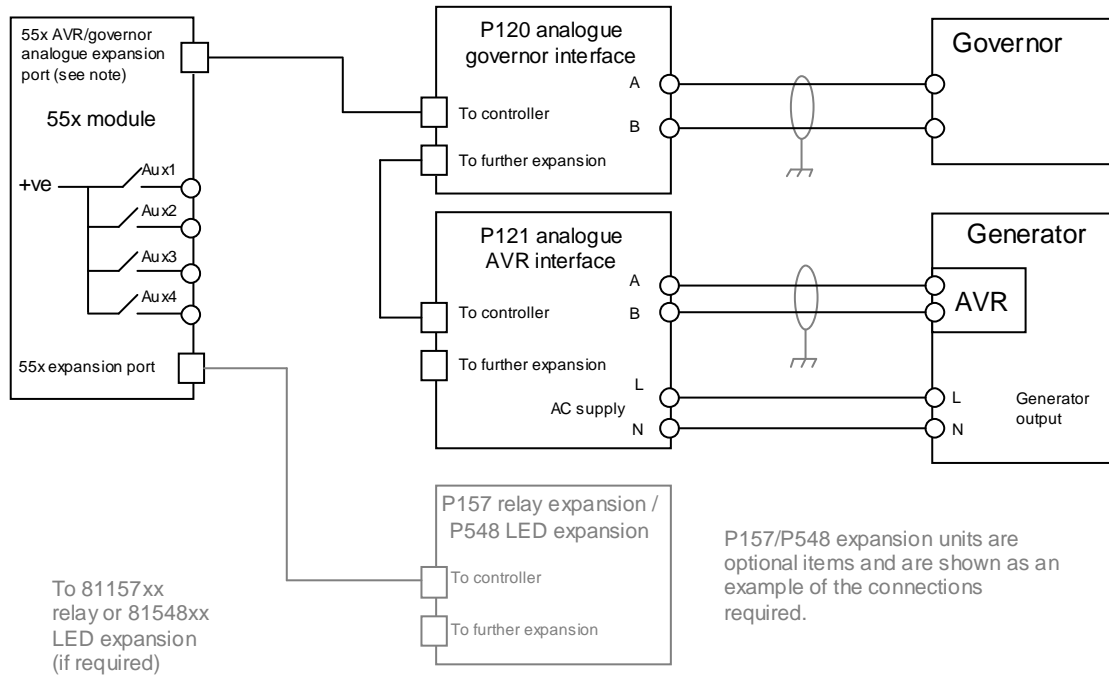 55x AVR/governor
analogue expansion
port (see note)
55x module
+ve
Aux1
Aux2
Aux3
Aux4
55x expansion port
P120 analogue
governor interface
A
To controller
B
To further expansion
Governor
P121 analogue
AVR interface
A
To controller
B
To further expansion
L
AC supply
N
Generator
AVR
L
Generator
output
N
P157 relay expansion /
P548 LED expansion
To controller
To further expansion
To 81157xx
relay or 81548xx
LED expansion
(if required)
P157/P548 expansion units are
optional items and are shown as an
example of the connections
required.